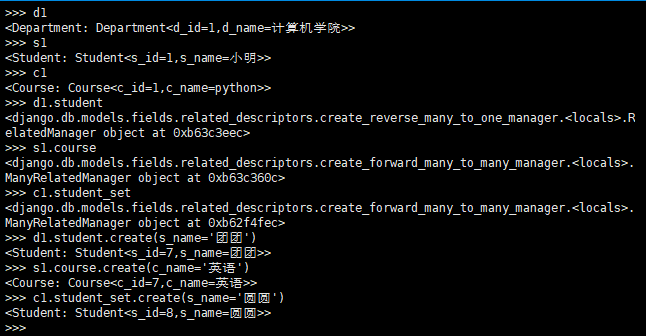 >>> d1
<Department: Department<d_id=1,d_name=计算机学院>>
>>> s1
<Student: Student<s_id=1,s_name=小明>>
>>> c1
<Course: Course<c_id=1,c_name=python>>
>>> d1.student
<django.db.models.fields.related_descriptors.create_reverse_many_to_one_manager.<locals>.R
elatedManager object at 0xb63c3eec>
>>> s1.course
<django.db.models.fields.related_descriptors.create_forward_many_to_many_manager.<locals>.
ManyRelatedManager object at 0xb63c360c>
>>> c1.student_set
<django.db.models.fields.related_descriptors.create_forward_many_to_many_manager.<locals>.
ManyRelatedManager object at 0xb62f4fec>
>>> d1.student.create(s_name='团团')
<Student: Student<s_id=7,s_name=团团>>
>>> s1.course.create(c_name='英语')
<Course: Course<c_id=7,c_name=英语>>
>>> c1.student_set.create(s_name='圆圆')
<Student: Student<s_id=8,s_name=圆圆>>
>>>